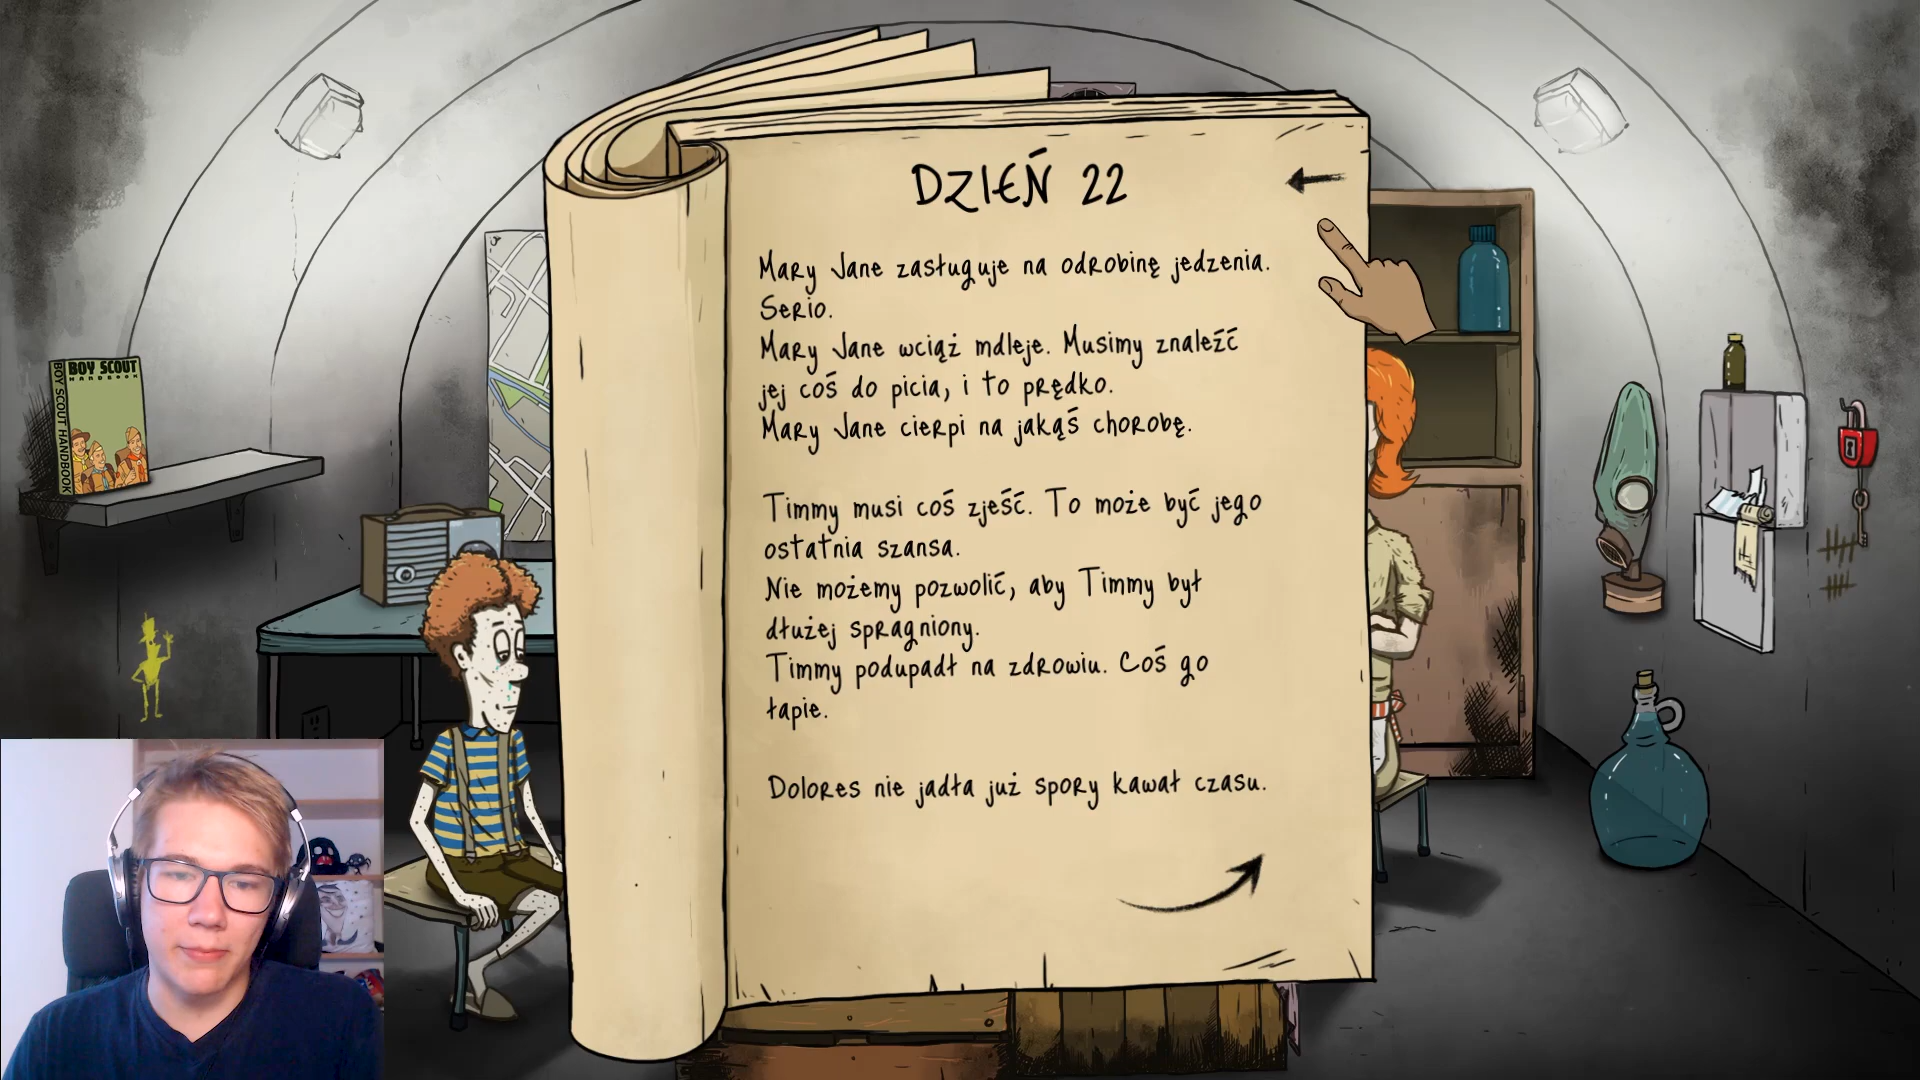 DZIEŃ 22
Mary Jane zasługuje na odrobinę jedzenia.
Serio.
Mary Jane wciąż mdleje. Musimy znaleźć
jej coś do picia, i to prędko.
Mary Jane cierpi na jakąś chorobę.
Timmy musi coś zjeść. To może być jego
ostatnia szansa.
Nie możemy pozwolić, aby Timmy był
dłużej spragniony.
Timmy podupadł na zdrowiu. Coś go
łapie.
Dolores nie jadła już spory kawał czasu.
BOY SCOUT
HANDBOOK
BOY SCOUT HANDBOOK